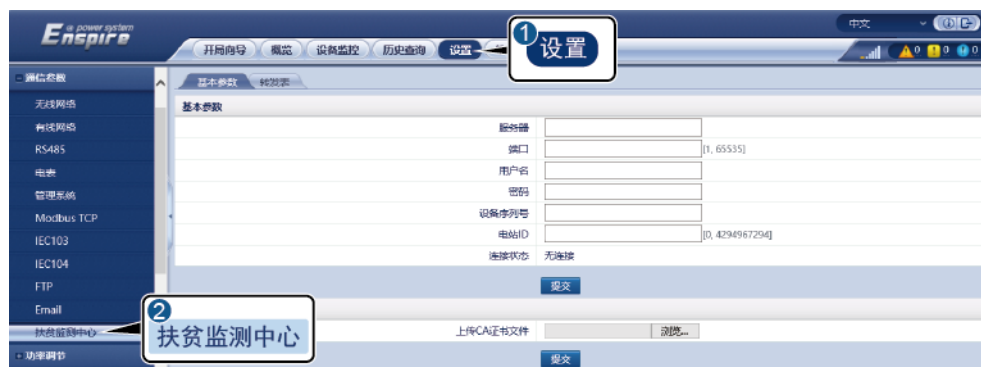 e power system
Enspire
中文
开局向导 概览 设备监控 历史查询 设置
1 设置
0 0 0
通信参数
基本参数 转发表
无线网络
基本参数
有线网络
服务器
RS485
端口 [1, 65535]
电表
用户名
管理系统
密码
Modbus TCP
设备序列号
IEC103
电站ID [0, 4294967294]
IEC104
连接状态 无连接
FTP
提交
Email
2 扶贫监测中心
扶贫监测中心
上传CA证书文件 浏览...
功率调节
提交